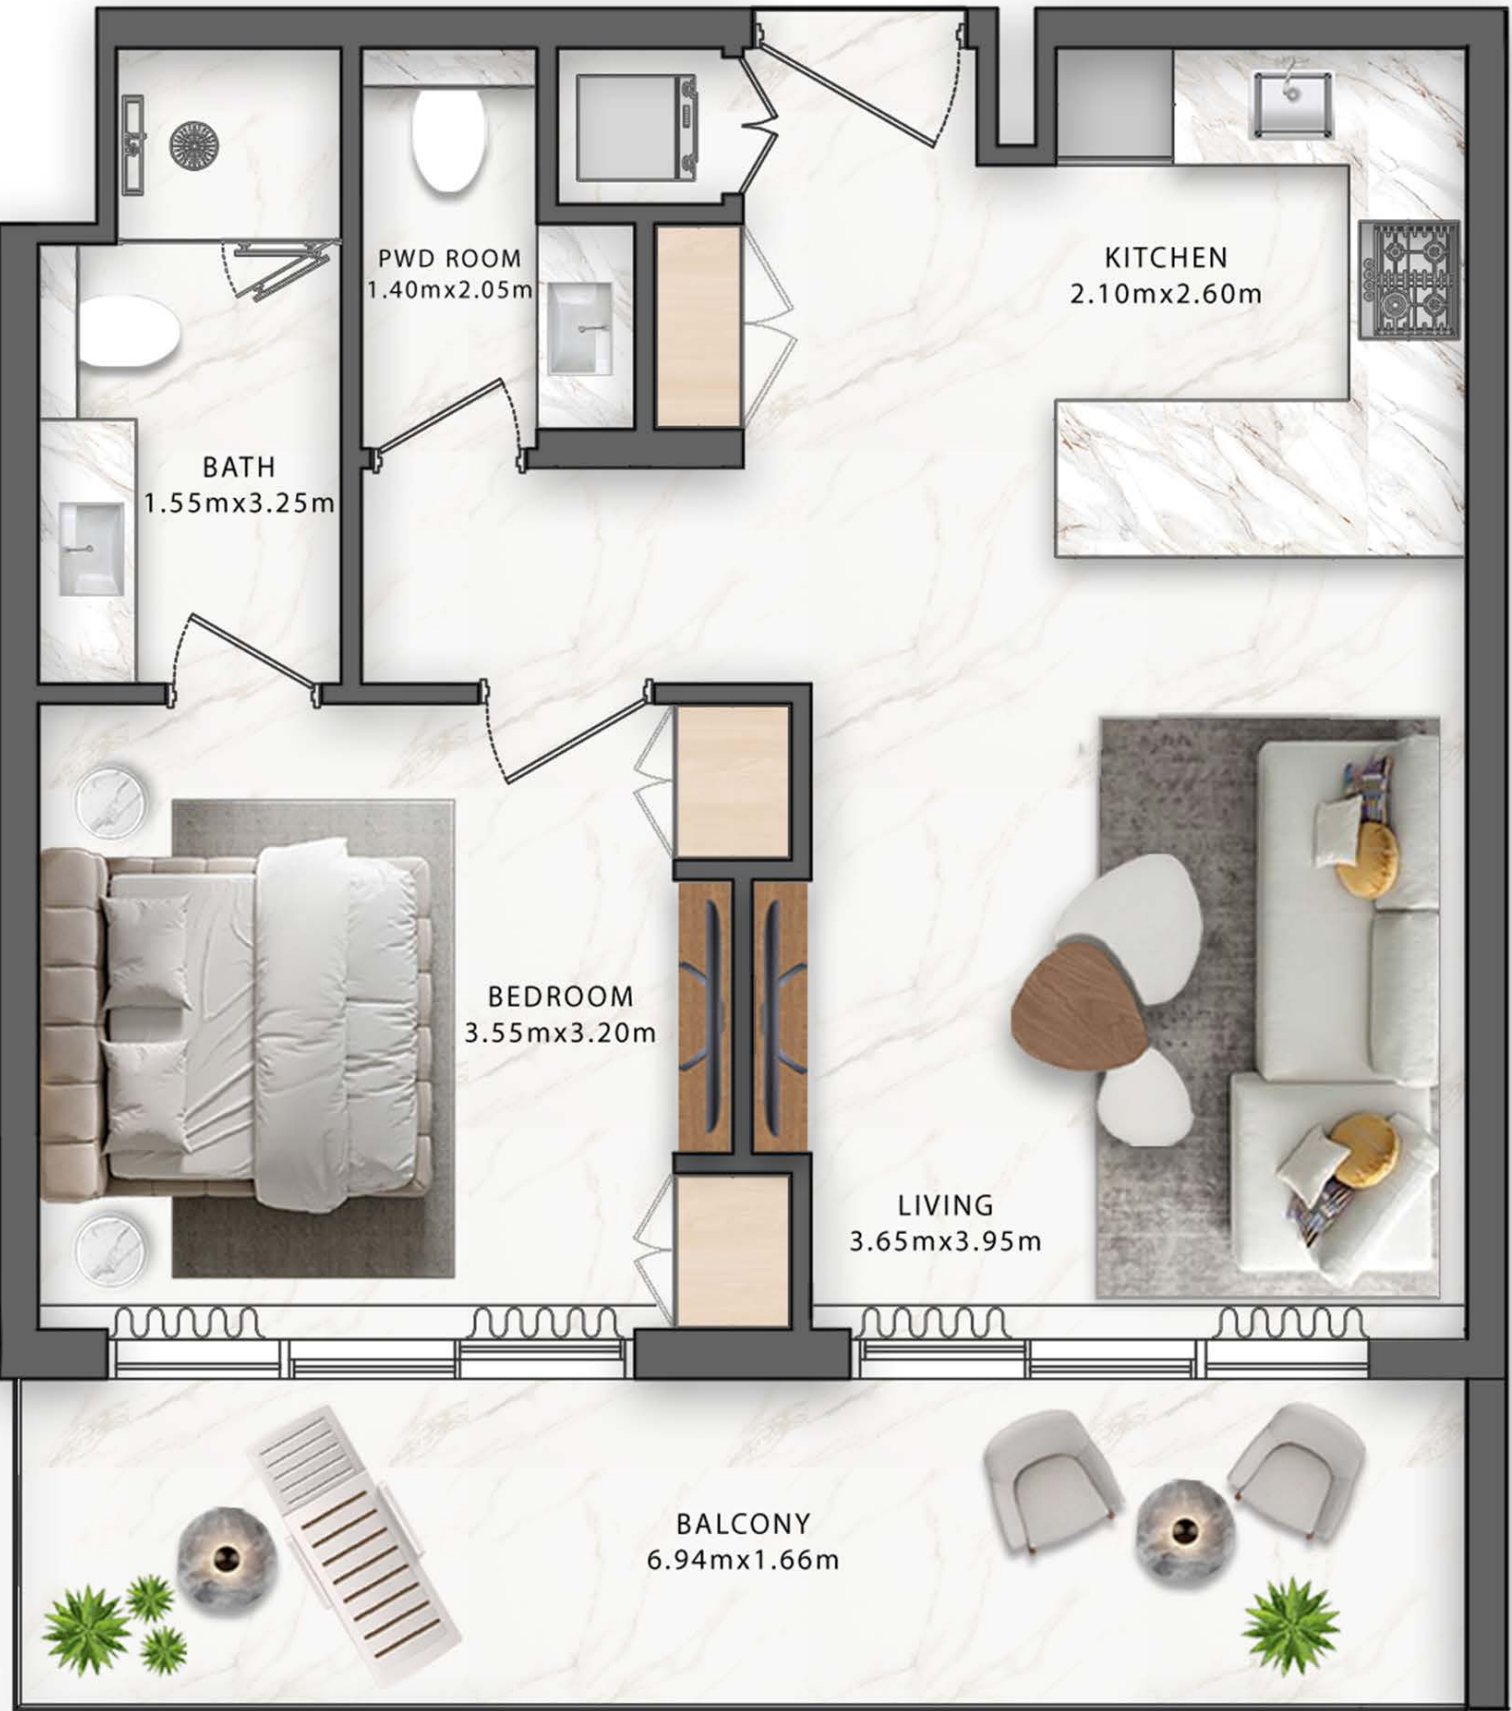 PWD ROOM
1.40mx2.05m
KITCHEN
2.10mx2.60m
BATH
1.55mx3.25m
BEDROOM
3.55mx3.20m
LIVING
3.65mx3.95m
BALCONY
6.94mx1.66m